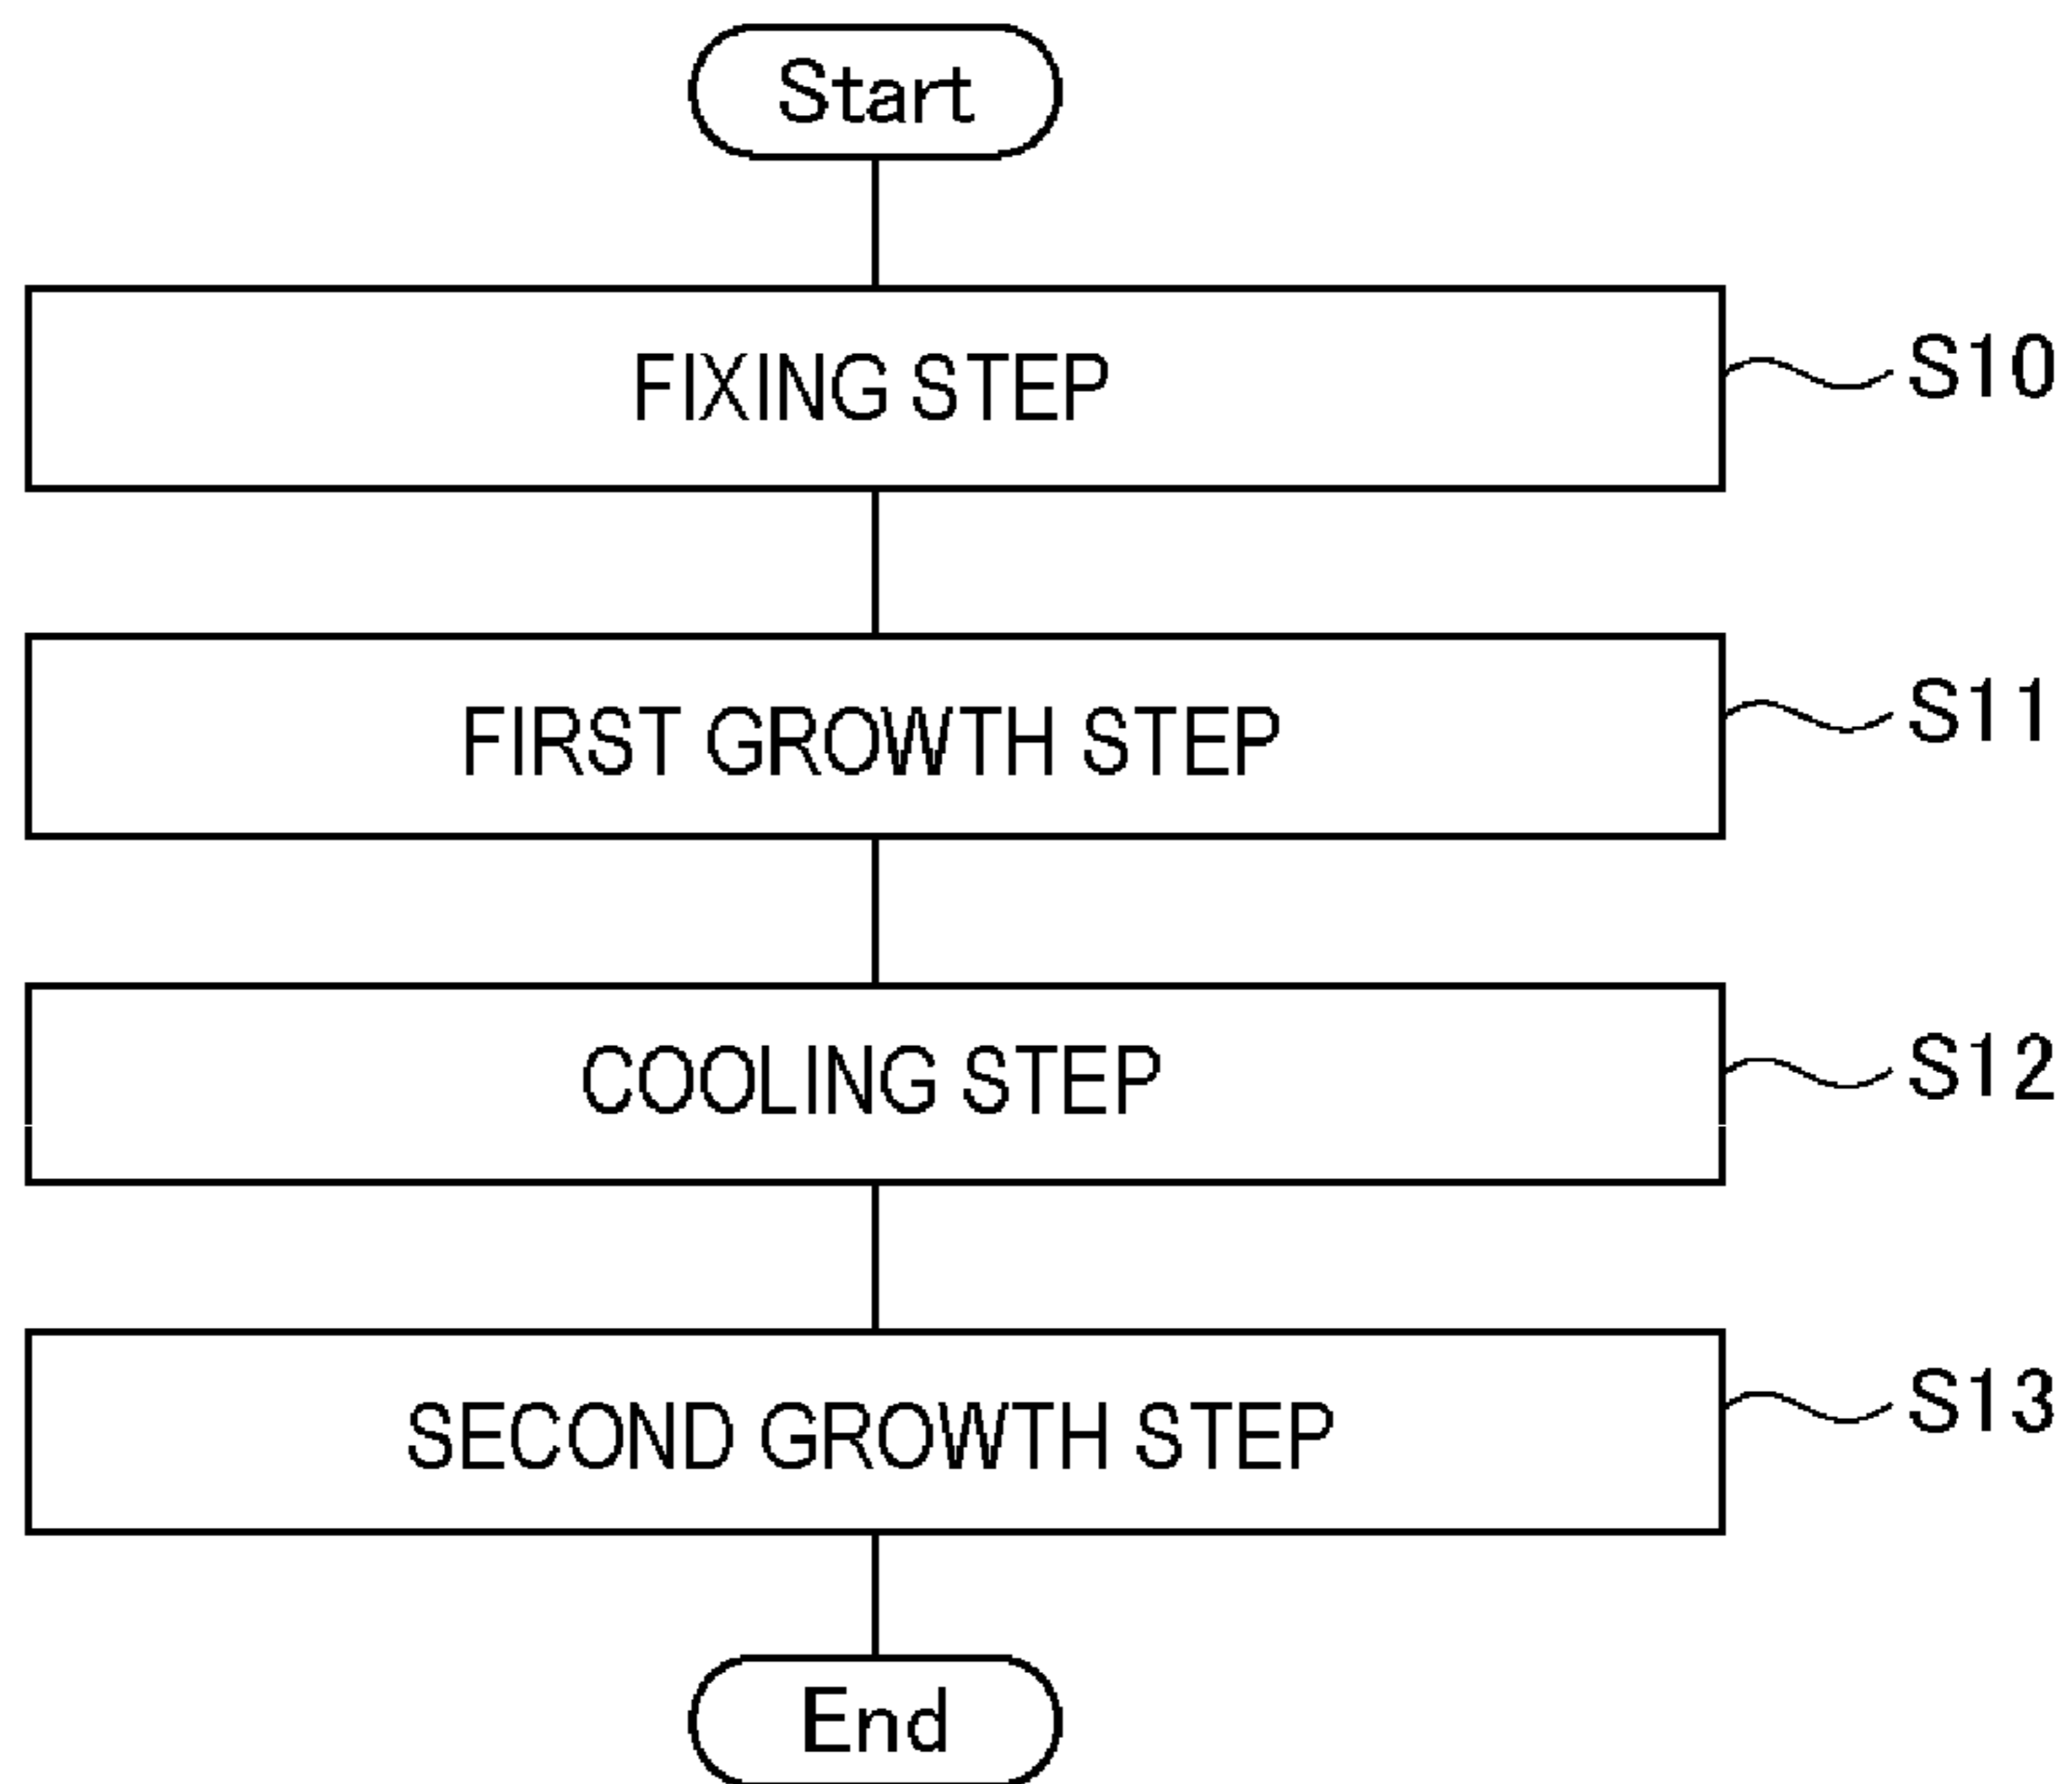 Start
FIXING STEP
S10
FIRST GROWTH STEP
S11
COOLING STEP
S12
SECOND GROWTH STEP
S13
End